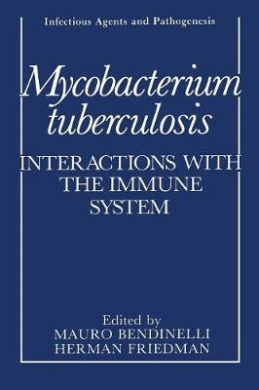 Infectious Agents and Pathogenesis
Mycobacterium
tuberculosis
INTERACTIONS WITH
THE IMMUNE
SYSTEM
Edited by
MAURO BENDINELLI
HERMAN FRIEDMAN